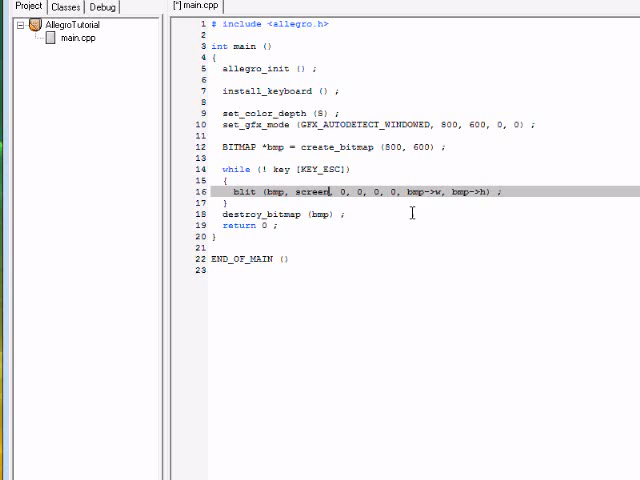 Project Classes Debug
[*] main.cpp
AllegroTutorial
main.cpp
1 # include <allegro.h>
2
3 int main ()
4 {
5 allegro_init () ;
6
7 install_keyboard () ;
8
9 set_color_depth (8) ;
10 set_gfx_mode (GFX_AUTODETECT_WINDOWED, 800, 600, 0, 0) ;
11
12 BITMAP *bmp = create_bitmap (800, 600) ;
13
14 while (! key [KEY_ESC])
15 {
16 blit (bmp, screen, 0, 0, 0, 0, bmp->w, bmp->h) ;
17 }
18 destroy_bitmap (bmp) ;
19 return 0 ;
20 }
21
22 END_OF_MAIN ()
23